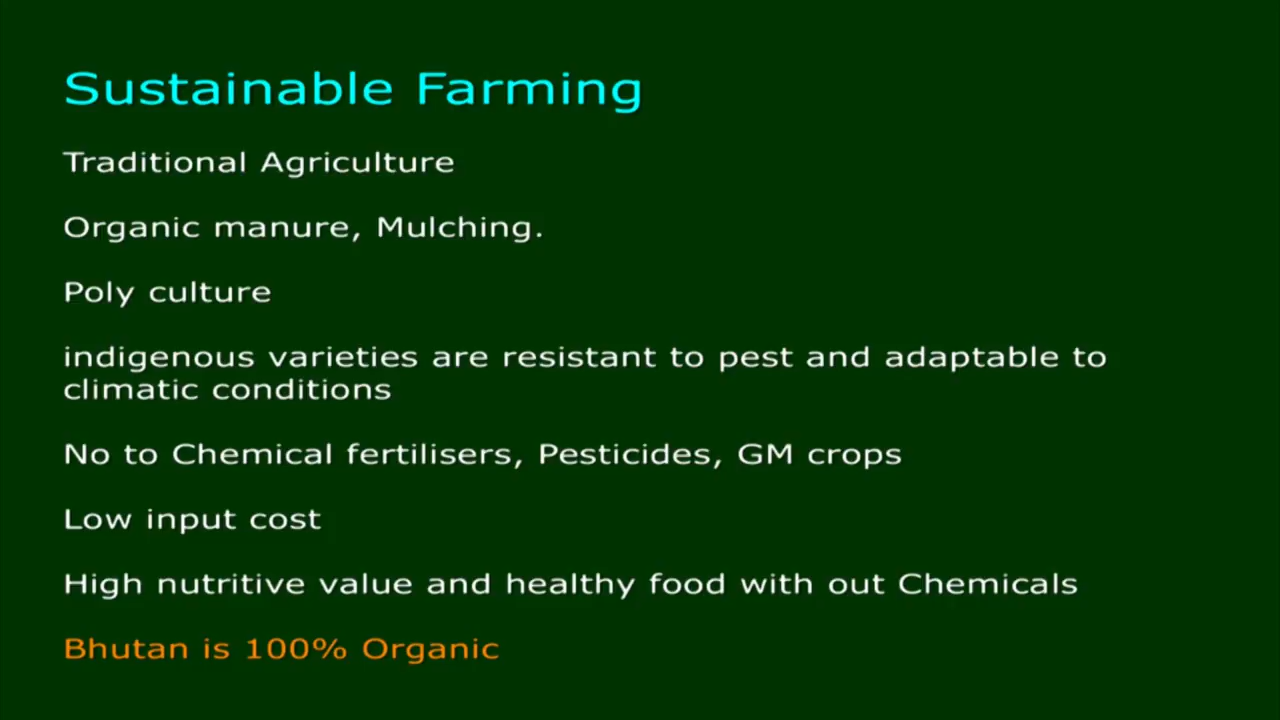 Sustainable Farming
Traditional Agriculture
Organic manure, Mulching.
Poly culture
indigenous varieties are resistant to pest and adaptable to
climatic conditions
No to Chemical fertilisers, Pesticides, GM crops
Low input cost
High nutritive value and healthy food with out Chemicals
Bhutan is 100% Organic